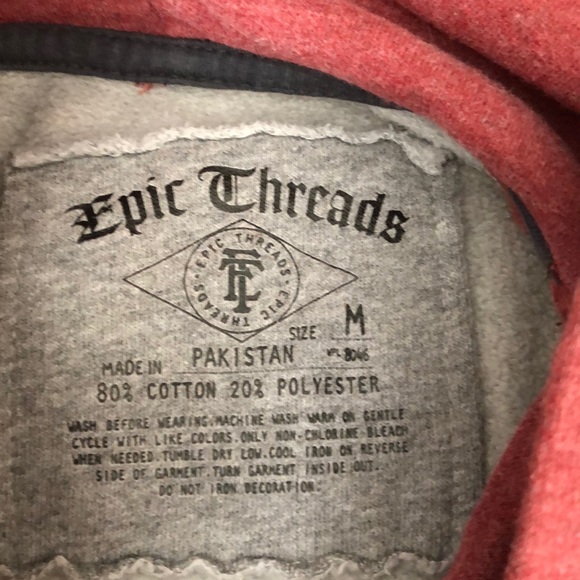 Epic Threads
EPIC THREADS · EPIC THREADS ·
SIZE M
MADE IN PAKISTAN 8046
80% COTTON 20% POLYESTER
WASH BEFORE WEARING.MACHINE WASH WARM ON GENTLE
CYCLE WITH LIKE COLORS.ONLY NON-CHLORINE BLEACH
WHEN NEEDED.TUMBLE DRY LOW.COOL IRON ON REVERSE
SIDE OF GARMENT.TURN GARMENT INSIDE OUT.
DO NOT IRON DECORATION.